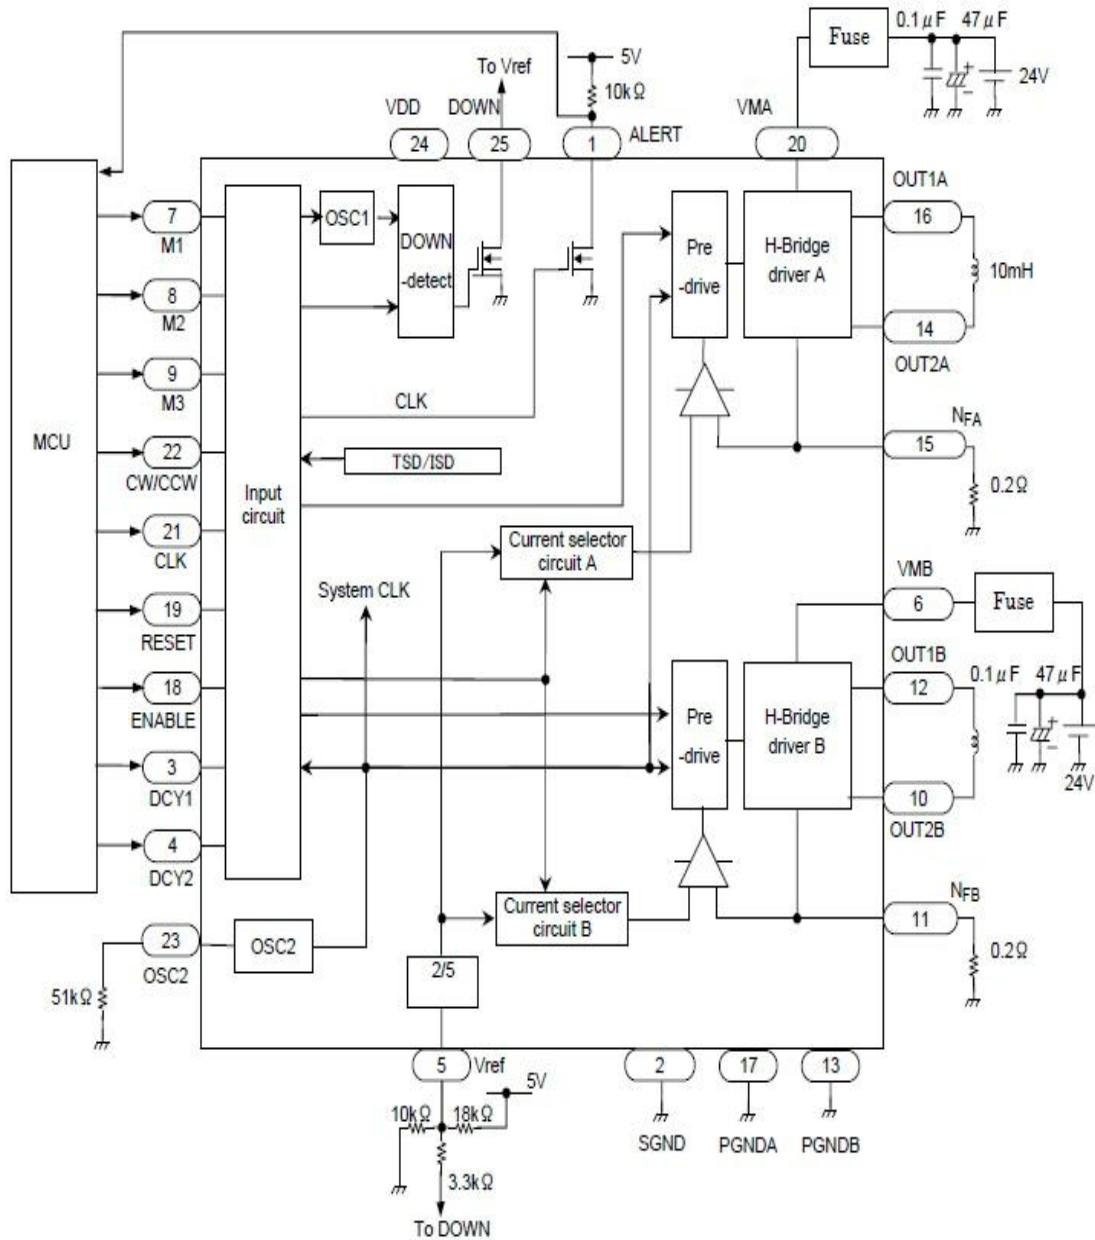 0.1μF 47μF
Fuse
5V
To Vref
24V
10kΩ
VDD DOWN
VMA
ALERT
24 25 1 20
OUT1A
7 OSC1 16
M1
DOWN
-detect
Pre
-drive
H-Bridge
driver A
10mH
8
M2
14
OUT2A
9
M3
CLK
MCU
NFA
22 TSD/ISD 15
CW/CCW
Input
circuit
0.2Ω
21
CLK
Current selector
circuit A
VMB
System CLK
19 6 Fuse
RESET
OUT1B
18 12
ENABLE
0.1μF 47μF
Pre
-drive
H-Bridge
driver B
3
DCY1
24V
10
OUT2B
4
DCY2
NFB
Current selector
circuit B
11
23 OSC2
OSC2
2/5
0.2Ω
51kΩ
5 Vref
2 17 13
5V
10kΩ 18kΩ
SGND PGNDA PGNDB
3.3kΩ
To DOWN